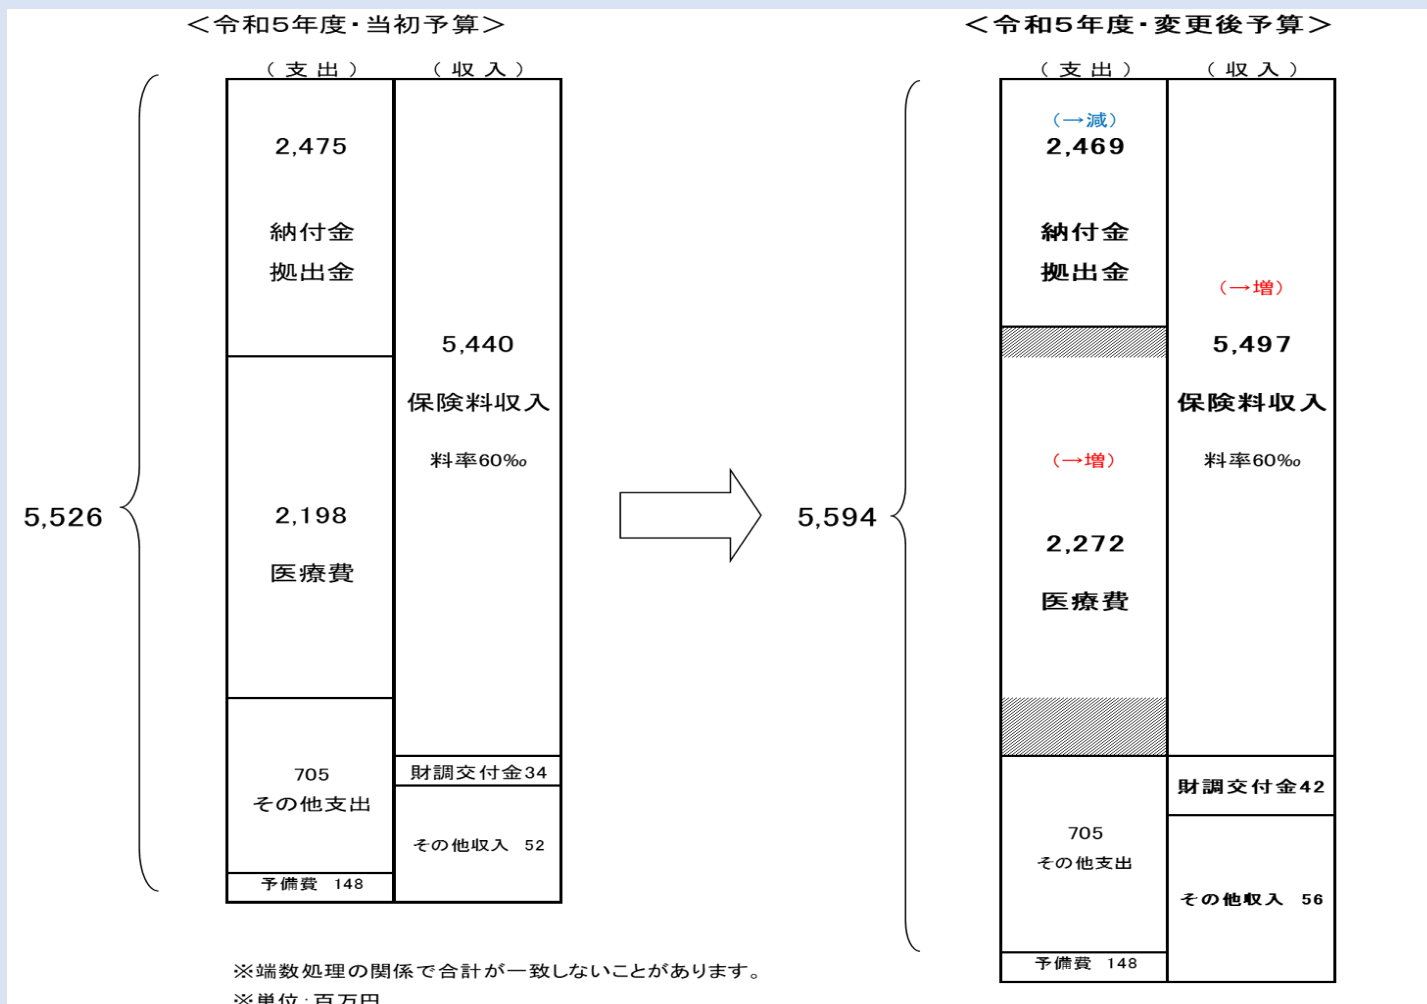 ＜令和5年度・当初予算＞
（支出）
（収入）
2,475
納付金
拠出金
5,440
保険料収入
料率60‰
5,526
2,198
医療費
705
その他支出
財調交付金34
その他収入 52
予備費 148
＜令和5年度・変更後予算＞
（支出）
（収入）
（→減）
2,469
納付金
拠出金
（→増）
5,497
保険料収入
料率60‰
5,594
（→増）
2,272
医療費
財調交付金42
705
その他支出
その他収入 56
予備費 148
※端数処理の関係で合計が一致しないことがあります。
※単位：百万円